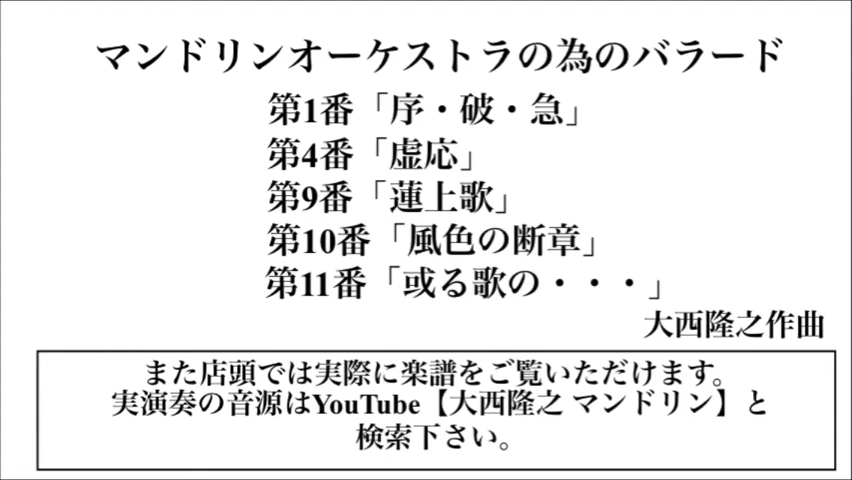 マンドリンオーケストラの為のバラード
第1番「序・破・急」
第4番「虚応」
第9番「蓮上歌」
第10番「風色の断章」
第11番「或る歌の・・・」
大西隆之作曲
また店頭では実際に楽譜をご覧いただけます。
実演奏の音源はYouTube【大西隆之 マンドリン】と
検索下さい。